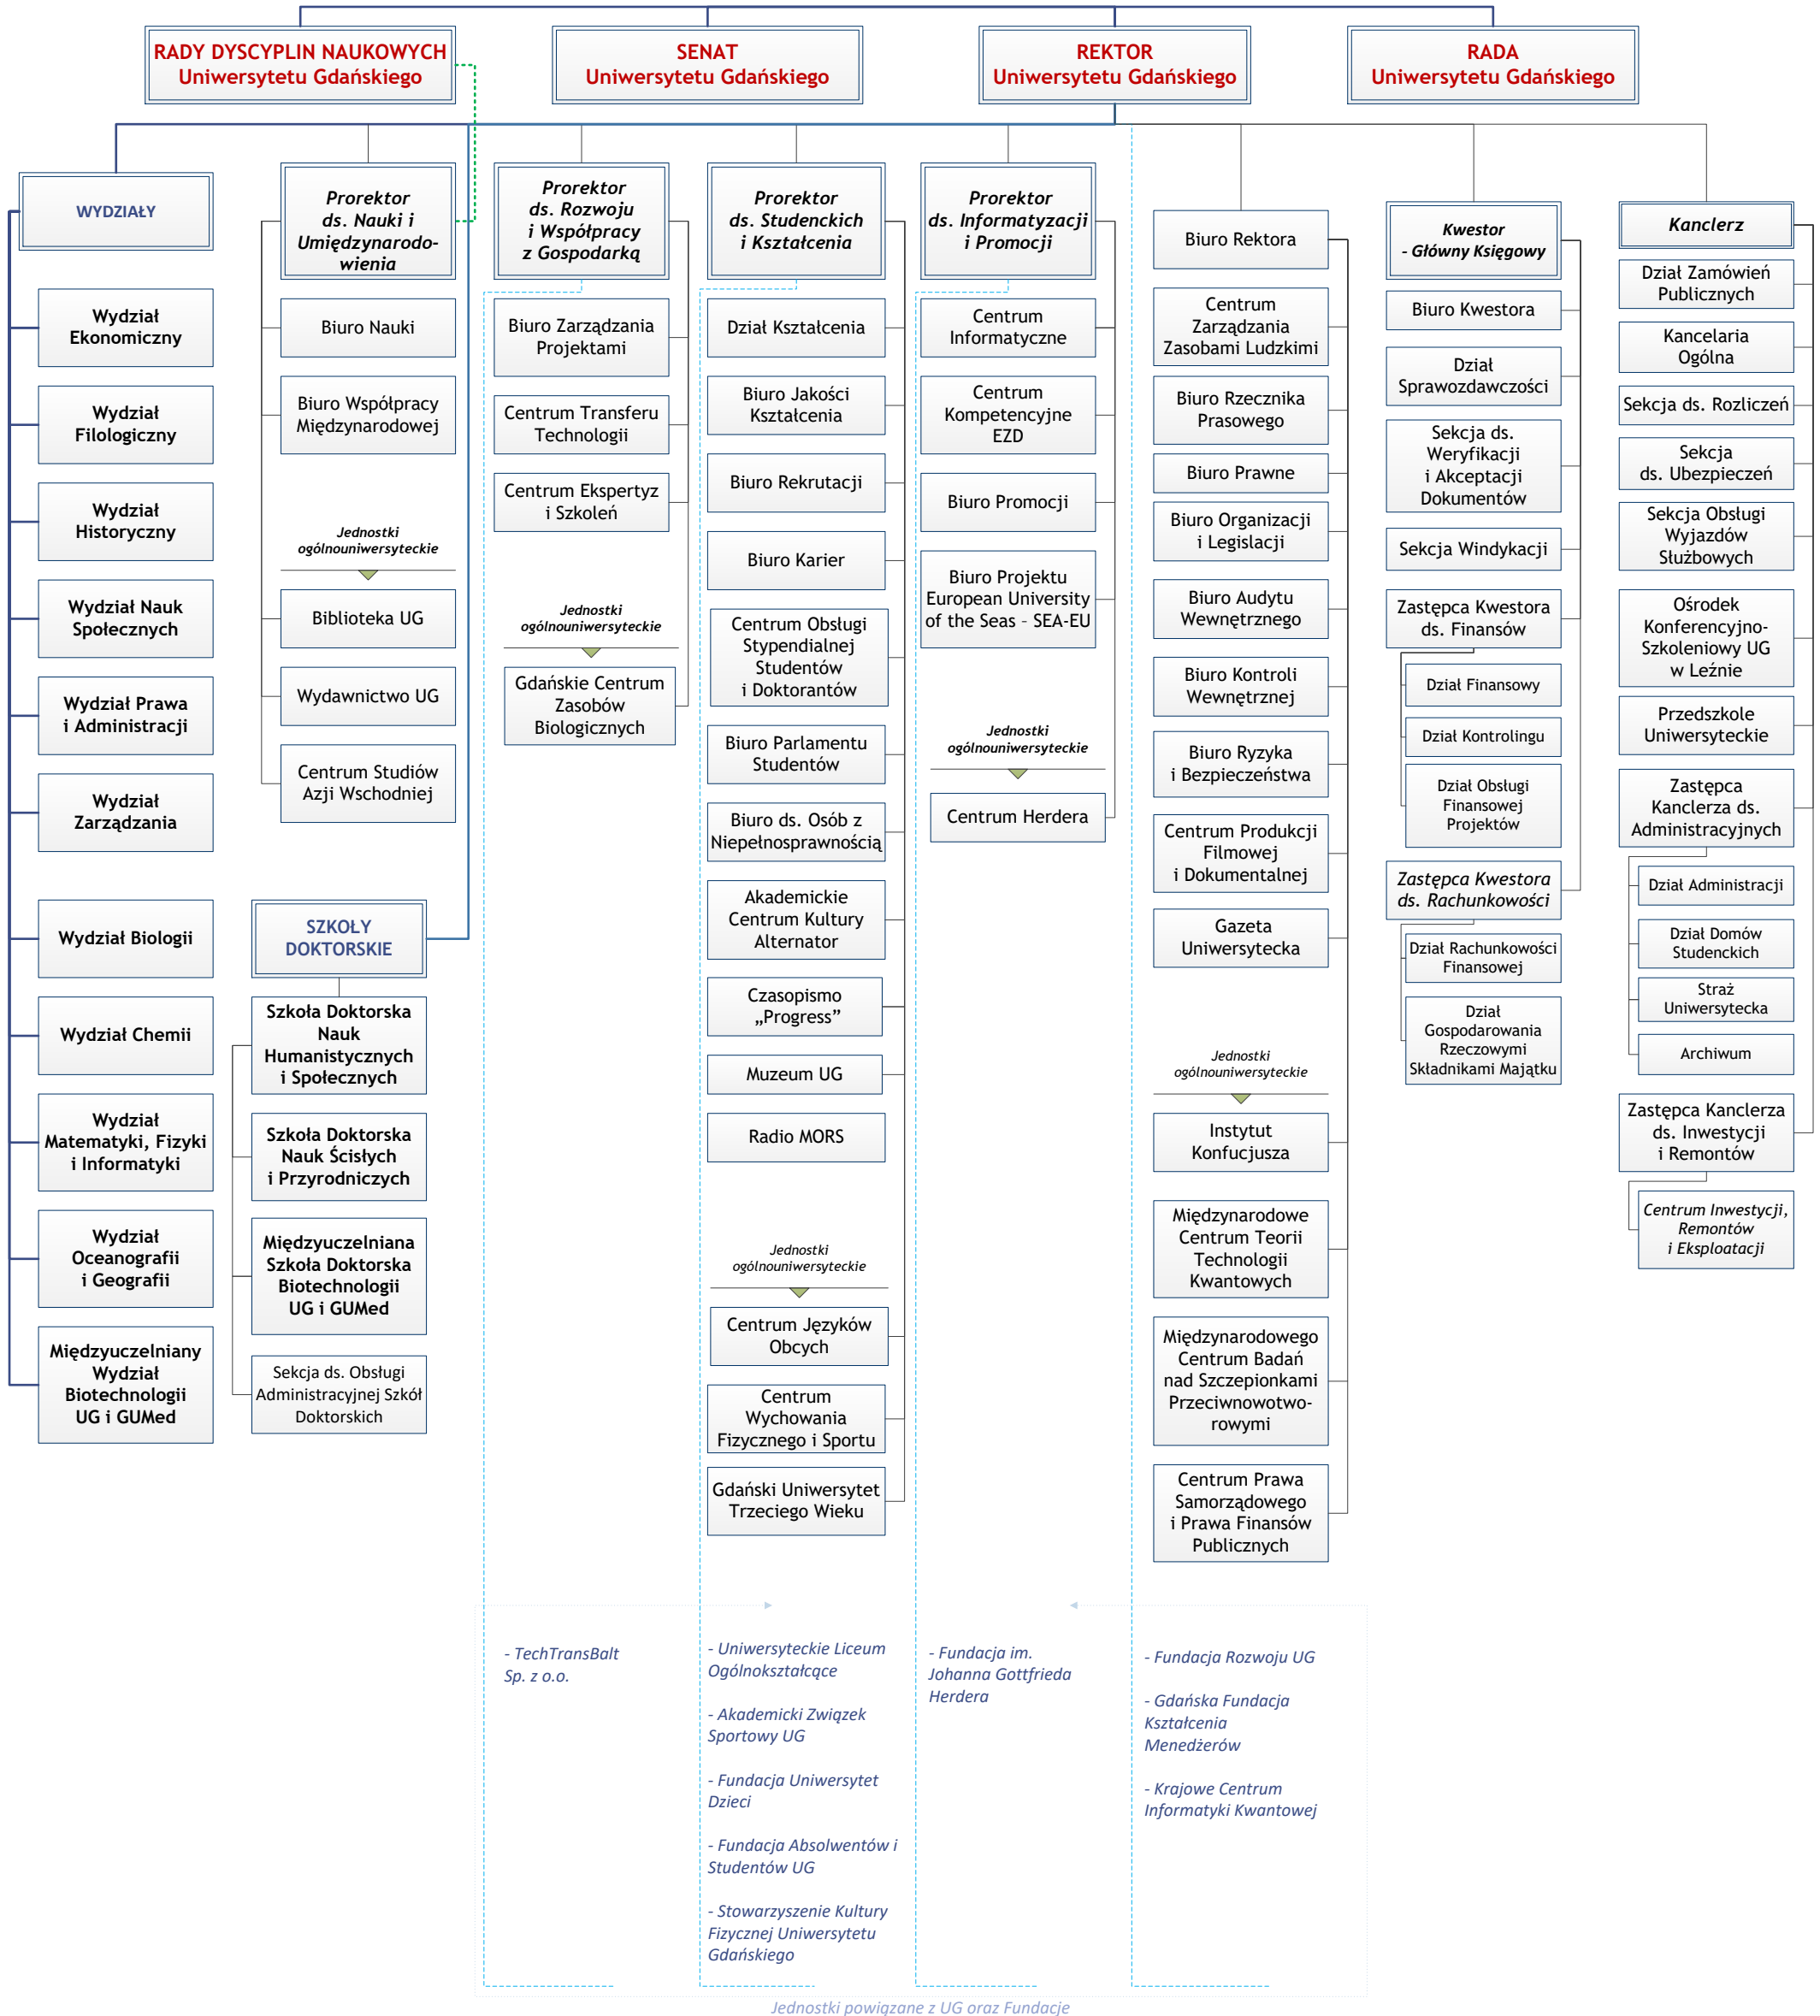 RADY DYSCYPLIN NAUKOWYCH
Uniwersytetu Gdańskiego
SENAT
Uniwersytetu Gdańskiego
REKTOR
Uniwersytetu Gdańskiego
RADA
Uniwersytetu Gdańskiego
WYDZIAŁY
Wydział
Ekonomiczny
Wydział
Filologiczny
Wydział
Historyczny
Wydział Nauk
Społecznych
Wydział Prawa
i Administracji
Wydział
Zarządzania
Wydział Biologii
Wydział Chemii
Wydział
Matematyki, Fizyki
i Informatyki
Wydział
Oceanografii
i Geografii
Międzyuczelniany
Wydział
Biotechnologii
UG i GUMed
Prorektor
ds. Nauki i
Umiędzynarodo-
wienia
Biuro Nauki
Biuro Współpracy
Międzynarodowej
Jednostki
ogólnouniwersyteckie
Biblioteka UG
Wydawnictwo UG
Centrum Studiów
Azji Wschodniej
SZKOŁY
DOKTORSKIE
Szkoła Doktorska
Nauk
Humanistycznych
i Społecznych
Szkoła Doktorska
Nauk Ścisłych
i Przyrodniczych
Międzyuczelniana
Szkoła Doktorska
Biotechnologii
UG i GUMed
Sekcja ds. Obsługi
Administracyjnej Szkół
Doktorskich
Prorektor
ds. Rozwoju
i Współpracy
z Gospodarką
Biuro Zarządzania
Projektami
Centrum Transferu
Technologii
Centrum Ekspertyz
i Szkoleń
Jednostki
ogólnouniwersyteckie
Gdańskie Centrum
Zasobów
Biologicznych
Prorektor
ds. Studenckich
i Kształcenia
Dział Kształcenia
Biuro Jakości
Kształcenia
Biuro Rekrutacji
Biuro Karier
Centrum Obsługi
Stypendialnej
Studentów
i Doktorantów
Biuro Parlamentu
Studentów
Biuro ds. Osób z
Niepełnosprawnością
Akademickie
Centrum Kultury
Alternator
Czasopismo
„Progress”
Muzeum UG
Radio MORS
Jednostki
ogólnouniwersyteckie
Centrum Języków
Obcych
Centrum
Wychowania
Fizycznego i Sportu
Gdański Uniwersytet
Trzeciego Wieku
Prorektor
ds. Informatyzacji
i Promocji
Centrum
Informatyczne
Centrum
Kompetencyjne
EZD
Biuro Promocji
Biuro Projektu
European University
of the Seas – SEA-EU
Jednostki
ogólnouniwersyteckie
Centrum Herdera
Biuro Rektora
Centrum
Zarządzania
Zasobami Ludzkimi
Biuro Rzecznika
Prasowego
Biuro Prawne
Biuro Organizacji
i Legislacji
Biuro Audytu
Wewnętrznego
Biuro Kontroli
Wewnętrznej
Biuro Ryzyka
i Bezpieczeństwa
Centrum Produkcji
Filmowej
i Dokumentalnej
Gazeta
Uniwersytecka
Jednostki
ogólnouniwersyteckie
Instytut
Konfucjusza
Międzynarodowe
Centrum Teorii
Technologii
Kwantowych
Międzynarodowego
Centrum Badań
nad Szczepionkami
Przeciwnowotwo-
rowymi
Centrum Prawa
Samorządowego
i Prawa Finansów
Publicznych
Kwestor
- Główny Księgowy
Biuro Kwestora
Dział
Sprawozdawczości
Sekcja ds.
Weryfikacji
i Akceptacji
Dokumentów
Sekcja Windykacji
Zastępca Kwestora
ds. Finansów
Dział Finansowy
Dział Kontrolingu
Dział Obsługi
Finansowej
Projektów
Zastępca Kwestora
ds. Rachunkowości
Dział Rachunkowości
Finansowej
Dział
Gospodarowania
Rzeczowymi
Składnikami Majątku
Kanclerz
Dział Zamówień
Publicznych
Kancelaria
Ogólna
Sekcja ds. Rozliczeń
Sekcja
ds. Ubezpieczeń
Sekcja Obsługi
Wyjazdów
Służbowych
Ośrodek
Konferencyjno-
Szkoleniowy UG
w Leźnie
Przedszkole
Uniwersyteckie
Zastępca
Kanclerza ds.
Administracyjnych
Dział Administracji
Dział Domów
Studenckich
Straż
Uniwersytecka
Archiwum
Zastępca Kanclerza
ds. Inwestycji
i Remontów
Centrum Inwestycji,
Remontów
i Eksploatacji
- TechTransBalt
Sp. z o.o.
- Uniwersyteckie Liceum
Ogólnokształcące
- Akademicki Związek
Sportowy UG
- Fundacja Uniwersytet
Dzieci
- Fundacja Absolwentów i
Studentów UG
- Stowarzyszenie Kultury
Fizycznej Uniwersytetu
Gdańskiego
- Fundacja im.
Johanna Gottfrieda
Herdera
- Fundacja Rozwoju UG
- Gdańska Fundacja
Kształcenia
Menedżerów
- Krajowe Centrum
Informatyki Kwantowej
Jednostki powiązane z UG oraz Fundacje